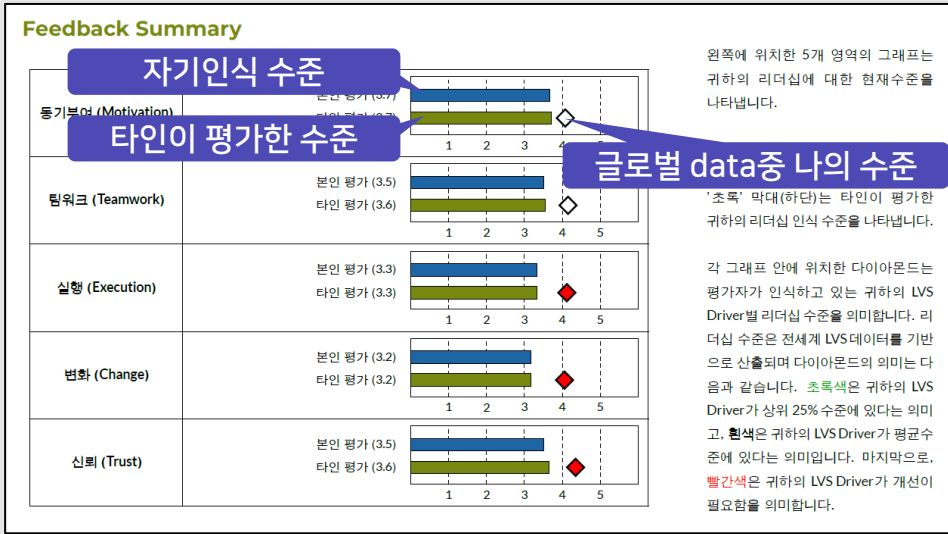 Feedback Summary
자기인식 수준
동기부여 (Motivation)
본인 평가 (3.7)
타인이 평가한 수준
1 2 3 4
글로벌 data중 나의 수준
팀워크 (Teamwork)
본인 평가 (3.5)
타인 평가 (3.6)
1 2 3 4 5
실행 (Execution)
본인 평가 (3.3)
타인 평가 (3.3)
1 2 3 4 5
변화 (Change)
본인 평가 (3.2)
타인 평가 (3.2)
1 2 3 4 5
신뢰 (Trust)
본인 평가 (3.5)
타인 평가 (3.6)
1 2 3 4 5
왼쪽에 위치한 5개 영역의 그래프는
귀하의 리더십에 대한 현재수준을
나타냅니다.
'초록' 막대(하단)는 타인이 평가한
귀하의 리더십 인식 수준을 나타냅니다.
각 그래프 안에 위치한 다이아몬드는
평가자가 인식하고 있는 귀하의 LVS
Driver별 리더십 수준을 의미합니다. 리
더십 수준은 전세계 LVS 데이터를 기반
으로 산출되며 다이아몬드의 의미는 다
음과 같습니다. 초록색은 귀하의 LVS
Driver가 상위 25% 수준에 있다는 의미
고, 흰색은 귀하의 LVS Driver가 평균수
준에 있다는 의미입니다. 마지막으로,
빨간색은 귀하의 LVS Driver가 개선이
필요함을 의미합니다.